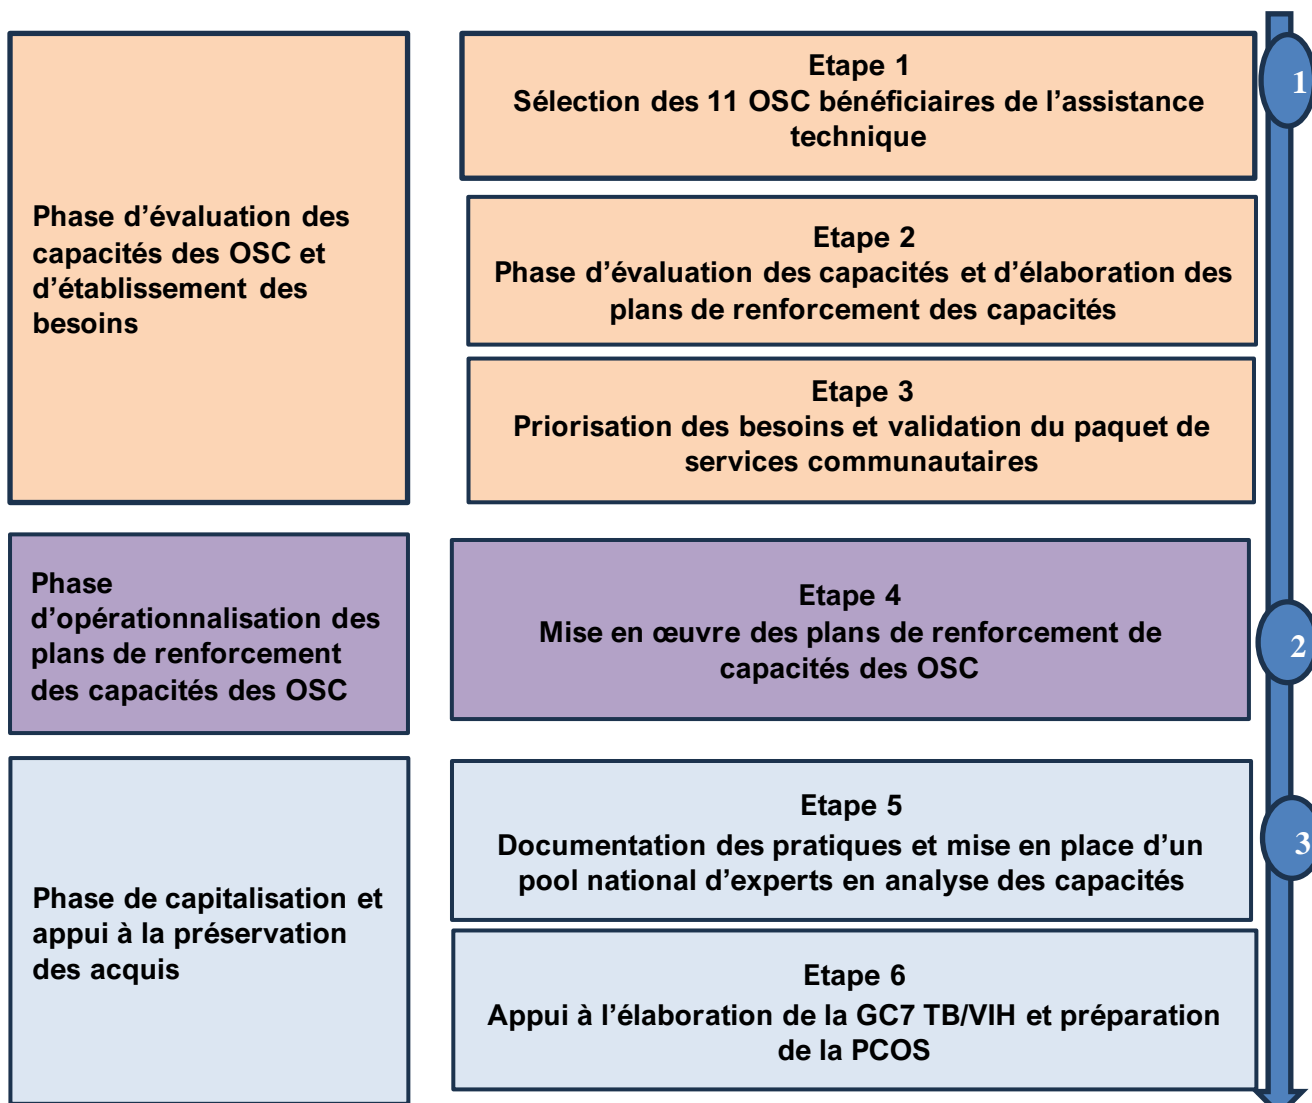 Phase d’évaluation des
capacités des OSC et
d’établissement des
besoins
Etape 1
Sélection des 11 OSC bénéficiaires de l’assistance
technique
1
Etape 2
Phase d’évaluation des capacités et d’élaboration des
plans de renforcement des capacités
Etape 3
Priorisation des besoins et validation du paquet de
services communautaires
Phase
d’opérationnalisation des
plans de renforcement
des capacités des OSC
Etape 4
Mise en œuvre des plans de renforcement de
capacités des OSC
2
Phase de capitalisation et
appui à la préservation
des acquis
Etape 5
Documentation des pratiques et mise en place d’un
pool national d’experts en analyse des capacités
3
Etape 6
Appui à l’élaboration de la GC7 TB/VIH et préparation
de la PCOS